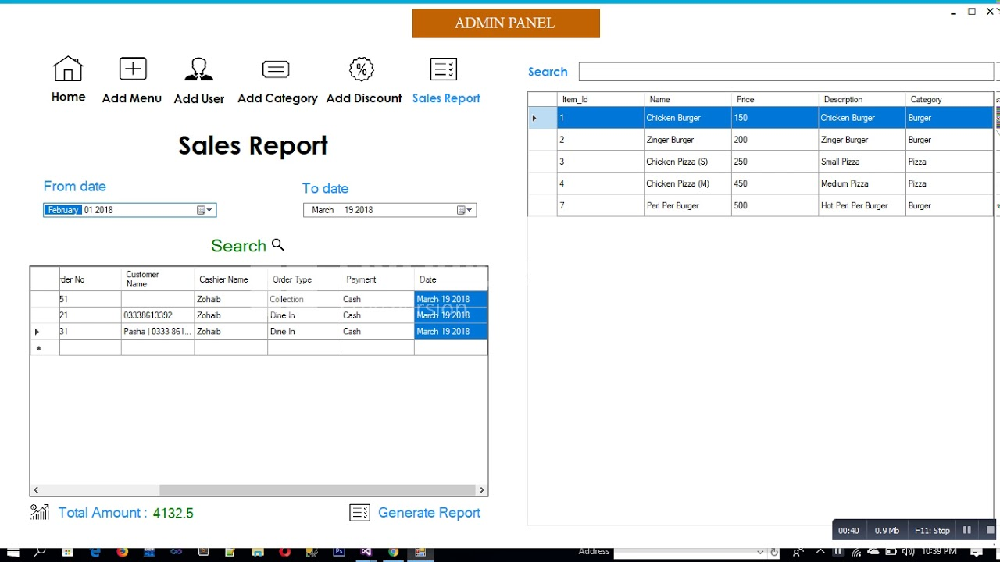 ADMIN PANEL
Home
Add Menu
Add User
Add Category
Add Discount
Sales Report
Search
Sales Report
From date
To date
February 01 2018
March 19 2018
Search
rder No Customer Name Cashier Name Order Type Payment Date
51 Zohaib Collection Cash March 19 2018
21 03338613392 Zohaib Dine In Cash March 19 2018
31 Pasha | 0333 861... Zohaib Dine In Cash March 19 2018
Total Amount : 4132.5
Generate Report
Item_Id Name Price Description Category
1 Chicken Burger 150 Chicken Burger Burger
2 Zinger Burger 200 Zinger Burger Burger
3 Chicken Pizza (S) 250 Small Pizza Pizza
4 Chicken Pizza (M) 450 Medium Pizza Pizza
7 Peri Per Burger 500 Hot Peri Per Burger Burger
00:40 0.9 Mb F11: Stop
Address
10:39 PM